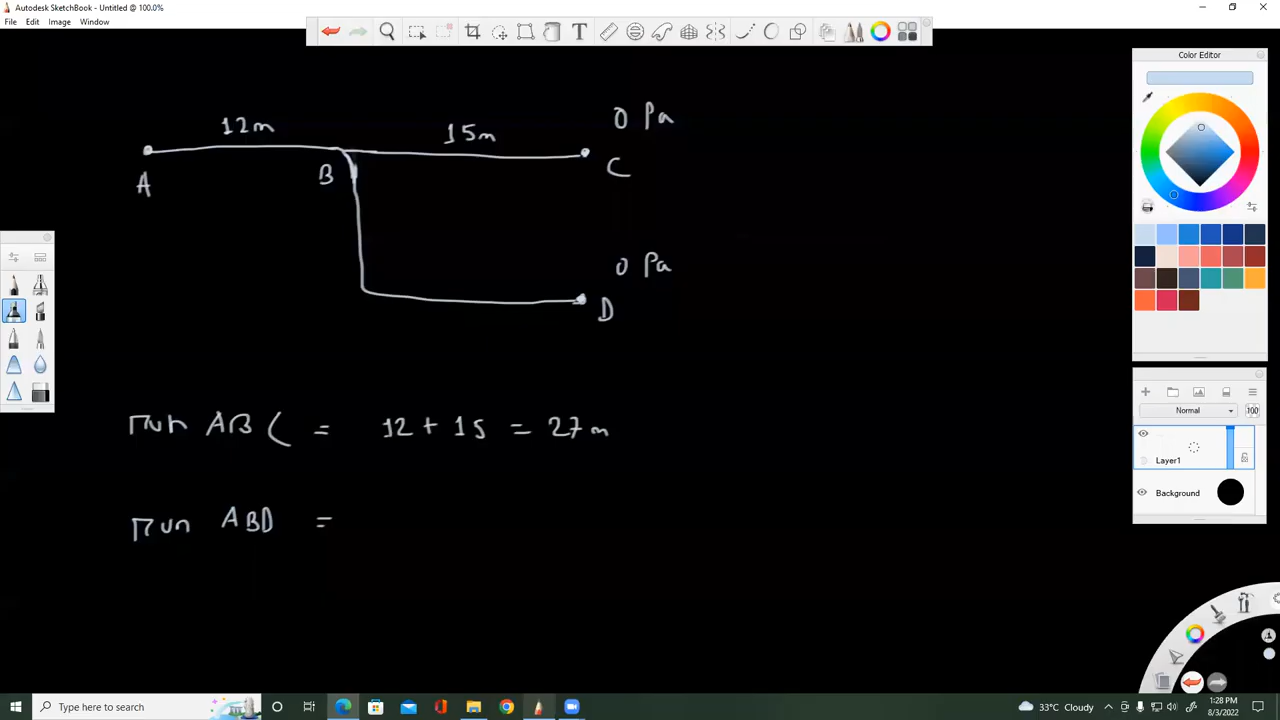 Autodesk SketchBook - Untitled @ 100.0%
File Edit Image Window
Color Editor
0 Pa
12m
15m
A
B
C
0 Pa
D
Normal
100
Layer1
Background
run ABC = 12 + 15 = 27m
run ABD =
Type here to search
33°C Cloudy
1:28 PM
8/3/2022